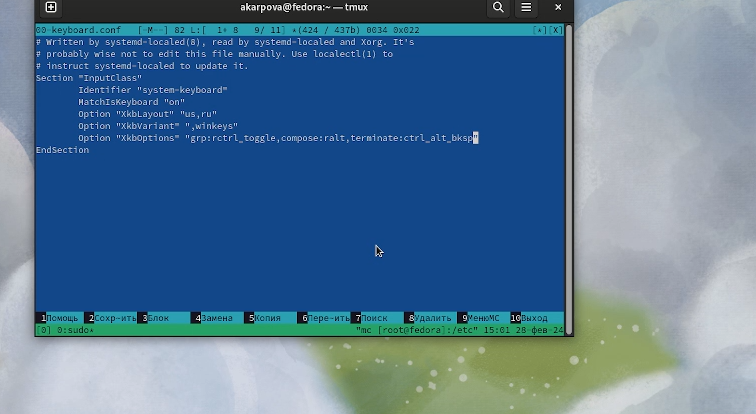 akarpova@fedora:~ — tmux
00-keyboard.conf [-M--] 82 L:[ 1+ 8 9/ 11] *(424 / 437b) 0034 0x022 [*][X]
# Written by systemd-localed(8), read by systemd-localed and Xorg. It's
# probably wise not to edit this file manually. Use localectl(1) to
# instruct systemd-localed to update it.
Section "InputClass"
Identifier "system-keyboard"
MatchIsKeyboard "on"
Option "XkbLayout" "us,ru"
Option "XkbVariant" ",winkeys"
Option "XkbOptions" "grp:rctrl_toggle,compose:ralt,terminate:ctrl_alt_bksp"
EndSection
1Помощь 2Сохр~ить 3Блок 4Замена 5Копия 6Пере~ить 7Поиск 8Удалить 9МенюMC 10Выход
[0] 0:sudo* "mc [root@fedora]:/etc" 15:01 28-фев-24